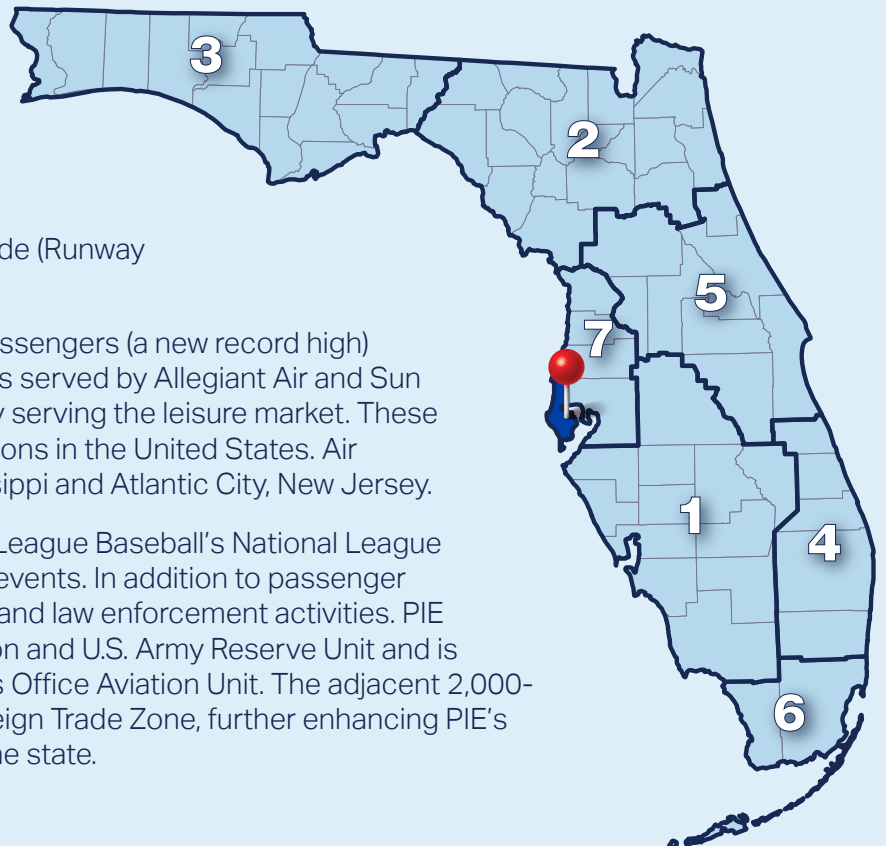 3
2
de (Runway
5
ssengers (a new record high)
7
s served by Allegiant Air and Sun
y serving the leisure market. These
ons in the United States. Air
sippi and Atlantic City, New Jersey.
1
League Baseball’s National League
4
events. In addition to passenger
and law enforcement activities. PIE
on and U.S. Army Reserve Unit and is
s Office Aviation Unit. The adjacent 2,000-
eign Trade Zone, further enhancing PIE’s
6
ne state.